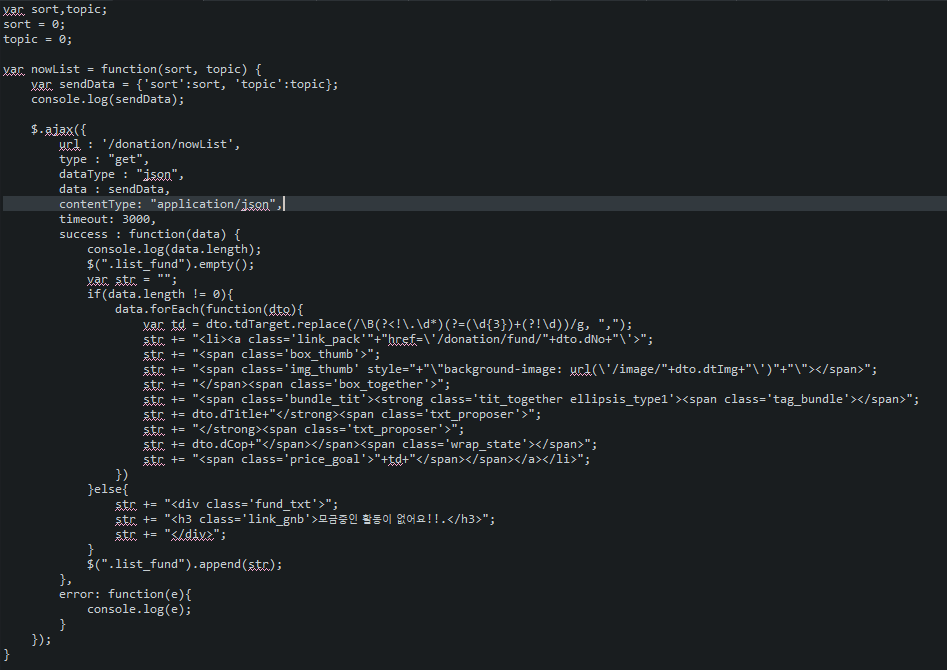 var sort,topic;
sort = 0;
topic = 0;

var nowList = function(sort, topic) {
    var sendData = {'sort':sort, 'topic':topic};
    console.log(sendData);

    $.ajax({
        url : '/donation/nowList',
        type : "get",
        dataType : "json",
        data : sendData,
        contentType: "application/json",
        timeout: 3000,
        success : function(data) {
            console.log(data.length);
            $(".list_fund").empty();
            var str = "";
            if(data.length != 0){
                data.forEach(function(dto){
                    var td = dto.tdTarget.replace(/\B(?<!\.\d*)(?=(\d{3})+(?!\d))/g, ",");
                    str += "<li><a class='link_pack'"+"href=\'/donation/fund/"+dto.dNo+"\'>";
                    str += "<span class='box_thumb'>";
                    str += "<span class='img_thumb' style="+"\"background-image: url(\'/image/"+dto.dtImg+"\')"+"\"></span>";
                    str += "</span><span class='box_together'>";
                    str += "<span class='bundle_tit'><strong class='tit_together ellipsis_type1'><span class='tag_bundle'></span>";
                    str += dto.dTitle+"</strong><span class='txt_proposer'>";
                    str += "</strong><span class='txt_proposer'>";
                    str += dto.dCop+"</span></span><span class='wrap_state'></span>";
                    str += "<span class='price_goal'>"+td+"</span></span></a></li>";
                })
            }else{
                str += "<div class='fund_txt'>";
                str += "<h3 class='link_gnb'>모금중인 활동이 없어요!!.</h3>";
                str += "</div>";
            }
            $(".list_fund").append(str);
        },
        error: function(e){
            console.log(e);
        }
    });
}